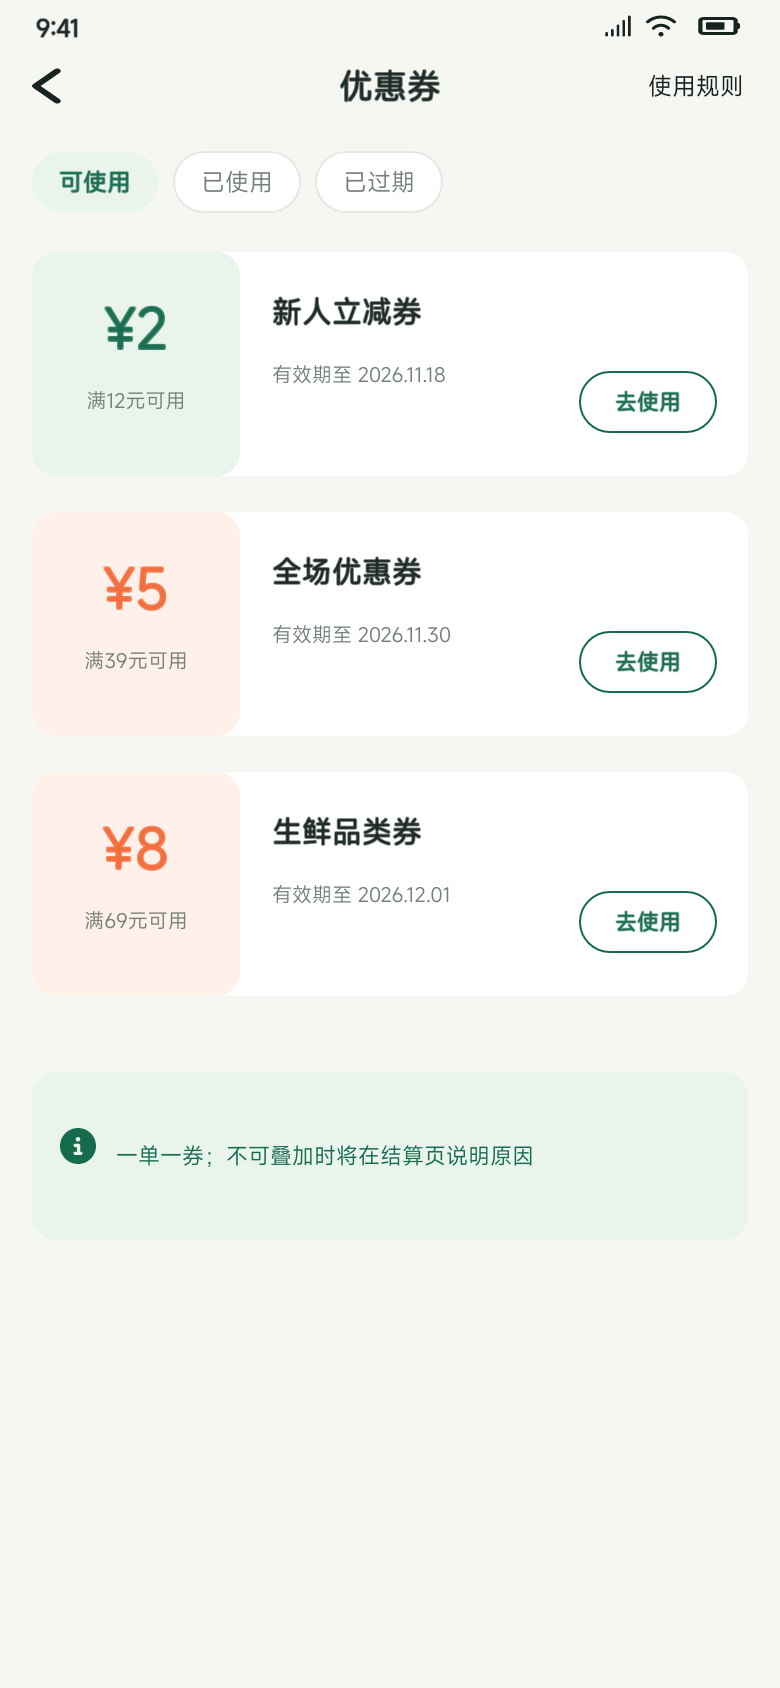 9:41
优惠券
使用规则
可使用
已使用
已过期
¥2
满12元可用
新人立减券
有效期至 2026.11.18
去使用
¥5
满39元可用
全场优惠券
有效期至 2026.11.30
去使用
¥8
满69元可用
生鲜品类券
有效期至 2026.12.01
去使用
一单一券；不可叠加时将在结算页说明原因